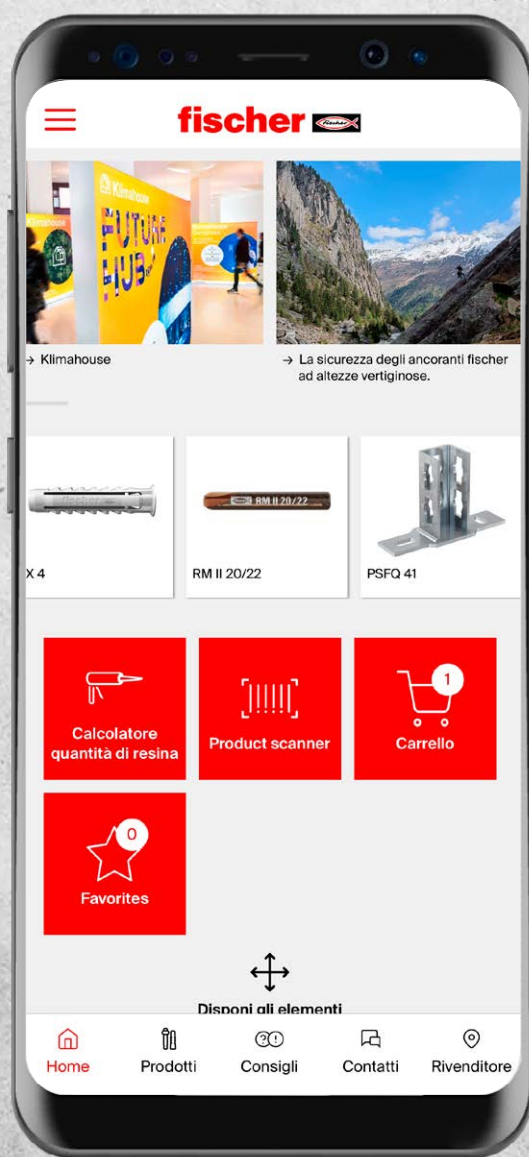 fischer
Klimahouse
FUTURE
HUB
→ Klimahouse
→ La sicurezza degli ancoranti fischer
ad altezze vertiginose.
RM II 20/22
X 4
RM II 20/22
PSFQ 41
1
Calcolatore
quantità di resina
Product scanner
Carrello
0
Favorites
Disponi gli elementi
Home
Prodotti
Consigli
Contatti
Rivenditore